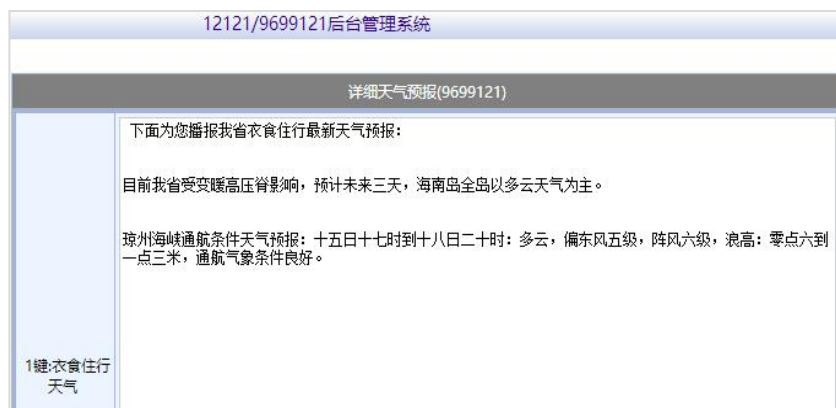 12121/9699121后台管理系统
详细天气预报(9699121)
下面为您播报我省衣食住行最新天气预报：
目前我省受变暖高压脊影响，预计未来三天，海南岛全岛以多云天气为主。
琼州海峡通航条件天气预报：十五日十七时到十八日二十时：多云，偏东风五级，阵风六级，浪高：零点六到
一点三米，通航气象条件良好。
1键:衣食住行
天气